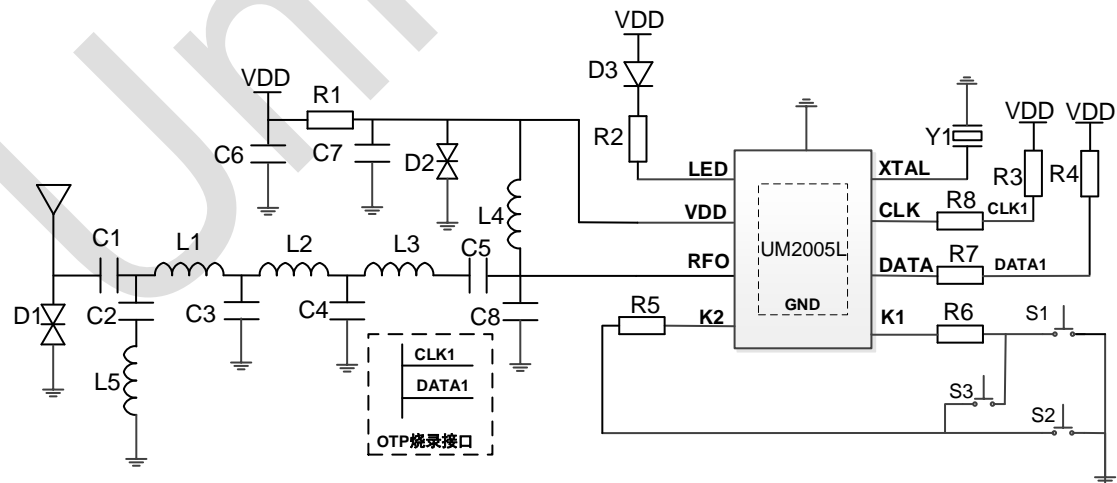 VDD
VDD
D3
VDD
R1
VDD
VDD
Y1
R2
C6
C7
D2
R3
R4
LED
XTAL
L4
R8
CLK1
VDD
CLK
C1
L1
L2
L3
C5
UM2005L
RFO
DATA
R7
DATA1
D1
C2
C3
C4
C8
GND
R5
K2
K1
R6
S1
CLK1
L5
DATA1
S3
S2
OTP烧录接口
Un